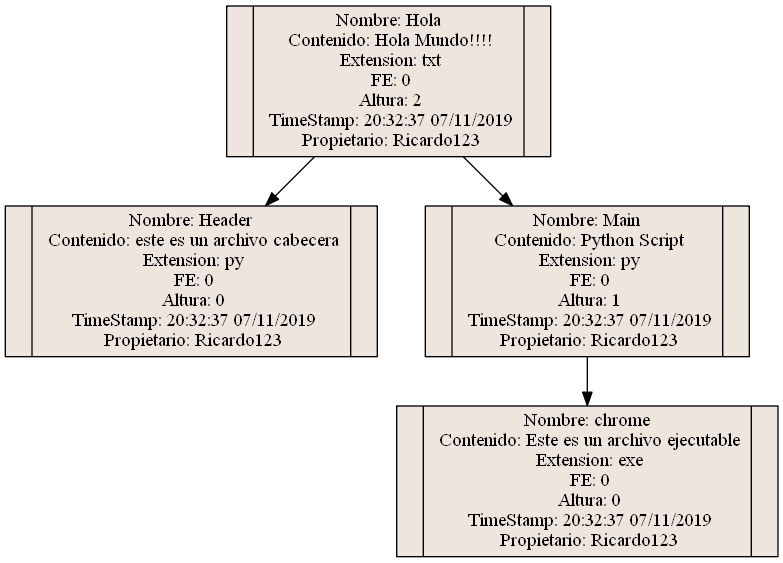 Nombre: Hola
Contenido: Hola Mundo!!!!
Extension: txt
FE: 0
Altura: 2
TimeStamp: 20:32:37 07/11/2019
Propietario: Ricardo123
Nombre: Header
Contenido: este es un archivo cabecera
Extension: py
FE: 0
Altura: 0
TimeStamp: 20:32:37 07/11/2019
Propietario: Ricardo123
Nombre: Main
Contenido: Python Script
Extension: py
FE: 0
Altura: 1
TimeStamp: 20:32:37 07/11/2019
Propietario: Ricardo123
Nombre: chrome
Contenido: Este es un archivo ejecutable
Extension: exe
FE: 0
Altura: 0
TimeStamp: 20:32:37 07/11/2019
Propietario: Ricardo123